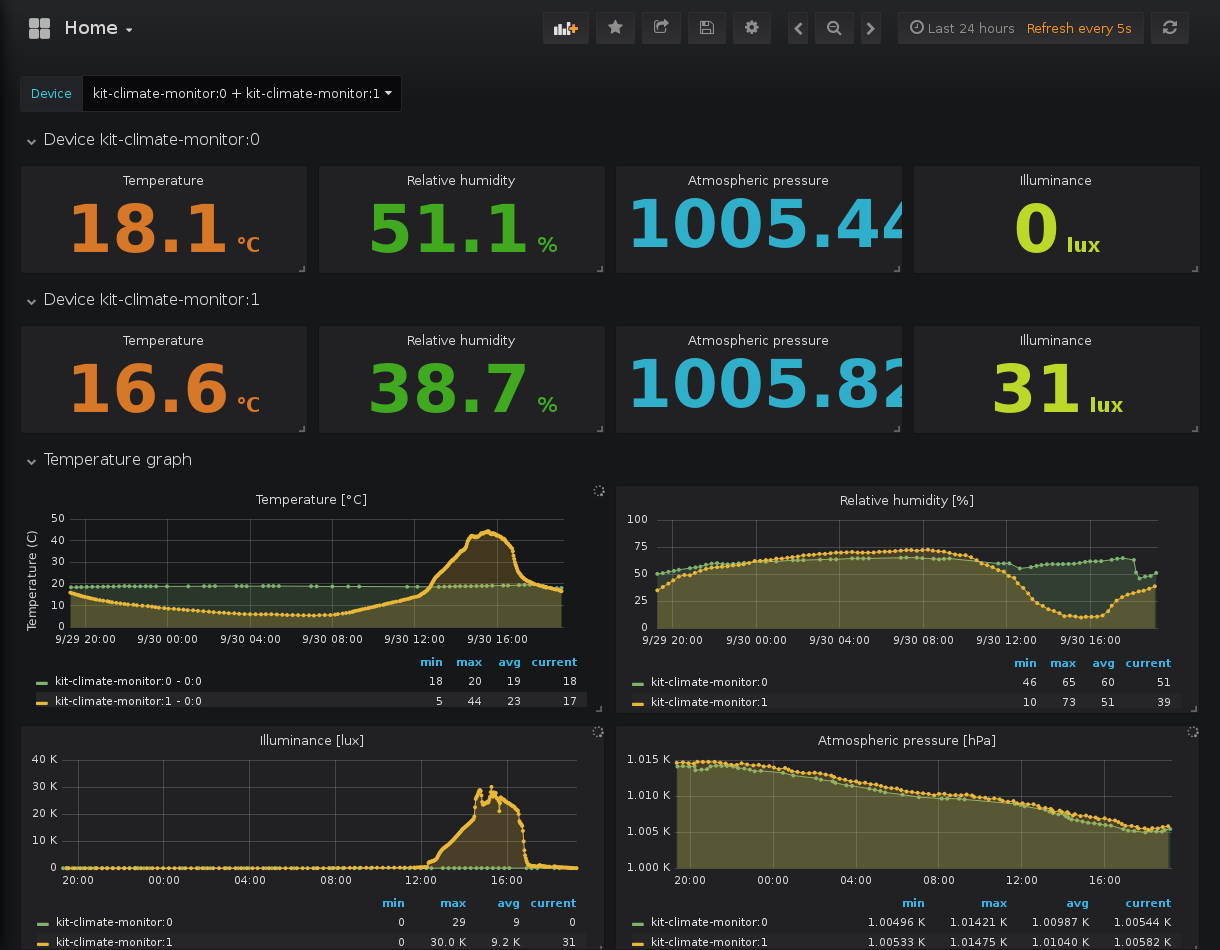 Home
Last 24 hours Refresh every 5s
Device kit-climate-monitor:0 + kit-climate-monitor:1
Device kit-climate-monitor:0
Temperature Relative humidity Atmospheric pressure Illuminance
18.1 °C 51.1 % 1005.44 0 lux
Device kit-climate-monitor:1
Temperature Relative humidity Atmospheric pressure Illuminance
16.6 °C 38.7 % 1005.82 31 lux
Temperature graph
Temperature [°C]
Temperature (C)
50
40
30
20
10
0
9/29 20:00 9/30 00:00 9/30 04:00 9/30 08:00 9/30 12:00 9/30 16:00
min max avg current
kit-climate-monitor:0 - 0:0 18 20 19 18
kit-climate-monitor:1 - 0:0 5 44 23 17
Relative humidity [%]
100
75
50
25
0
9/29 20:00 9/30 00:00 9/30 04:00 9/30 08:00 9/30 12:00 9/30 16:00
min max avg current
kit-climate-monitor:0 46 65 60 51
kit-climate-monitor:1 10 73 51 39
Illuminance [lux]
40 K
30 K
20 K
10 K
0
20:00 00:00 04:00 08:00 12:00 16:00
min max avg current
kit-climate-monitor:0 0 29 9 0
kit-climate-monitor:1 0 30.0 K 9.2 K 31
Atmospheric pressure [hPa]
1.015 K
1.010 K
1.005 K
1.000 K
20:00 00:00 04:00 08:00 12:00 16:00
min max avg current
kit-climate-monitor:0 1.00496 K 1.01421 K 1.00987 K 1.00544 K
kit-climate-monitor:1 1.00533 K 1.01475 K 1.01040 K 1.00582 K